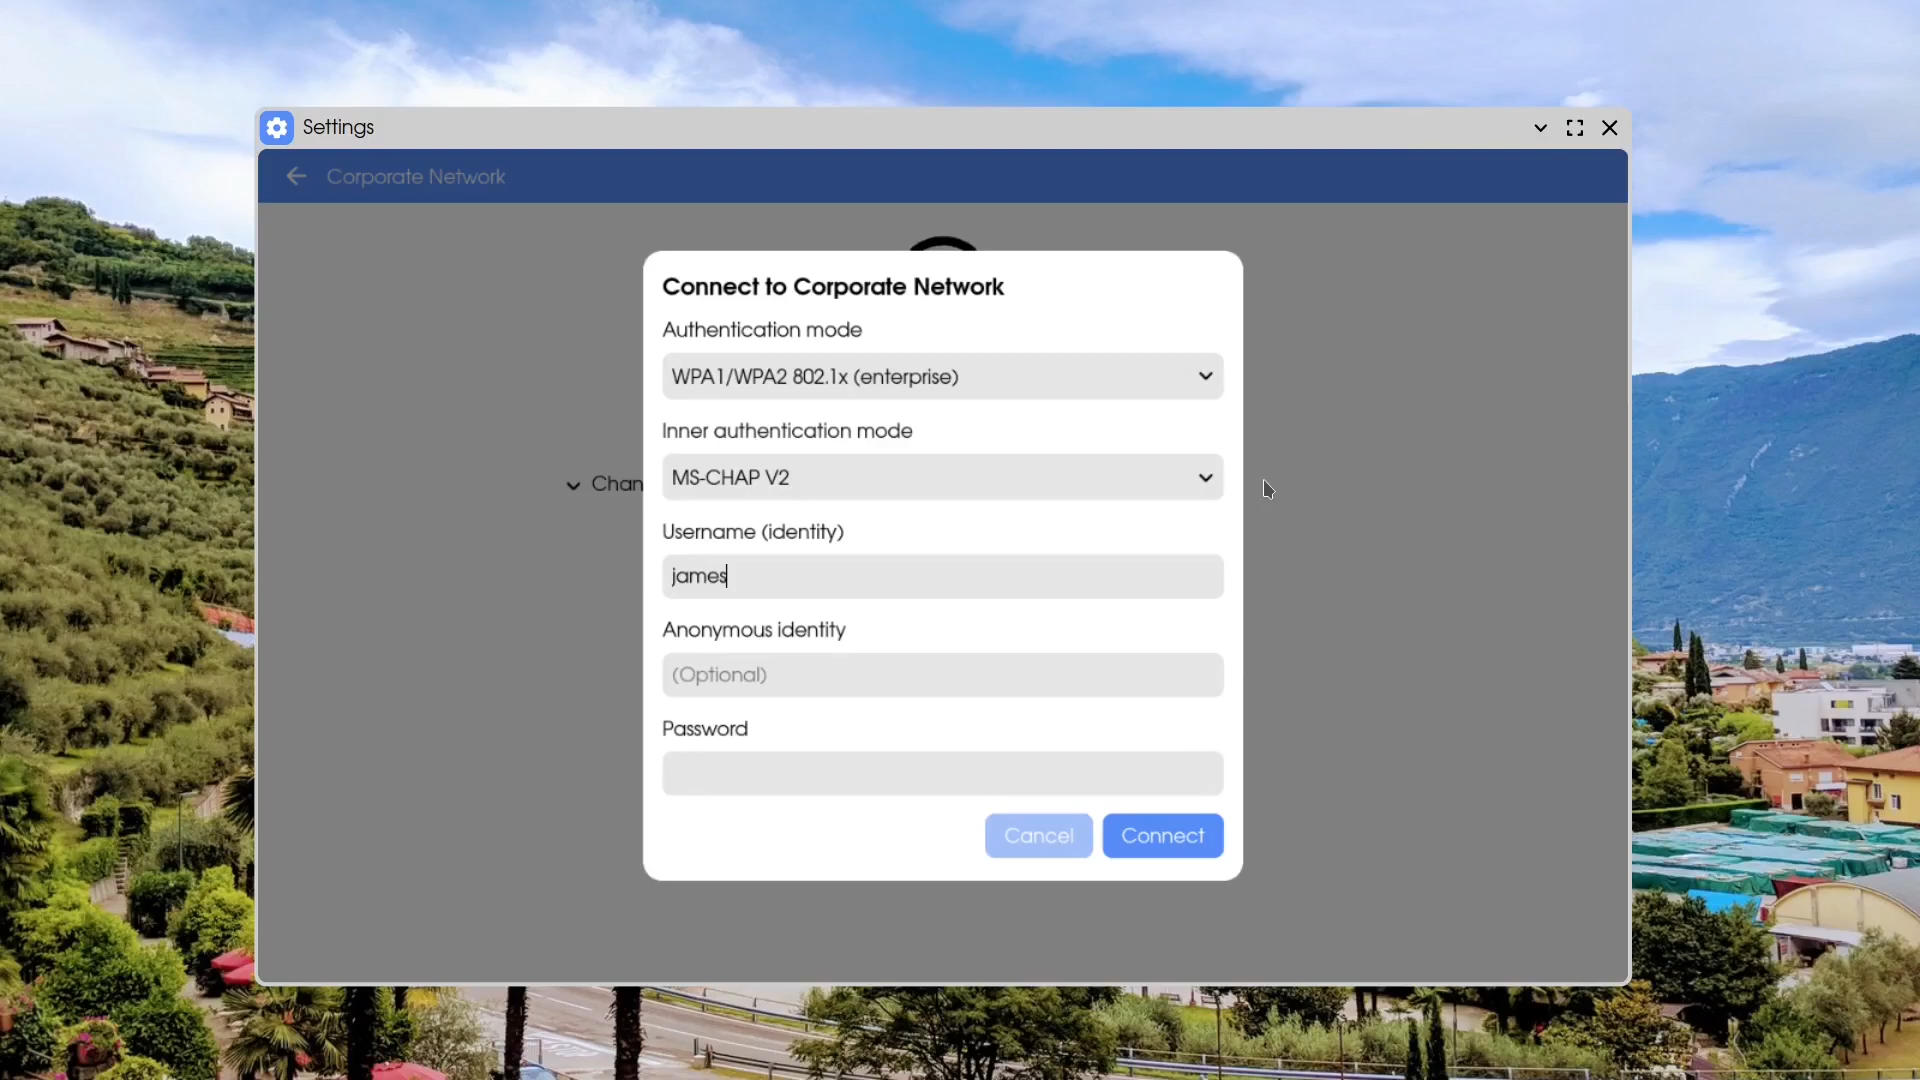 Settings
Corporate Network
Connect to Corporate Network
Authentication mode
WPA1/WPA2 802.1x (enterprise)
Inner authentication mode
Chan
MS-CHAP V2
Username (identity)
james
Anonymous identity
(Optional)
Password
Cancel
Connect